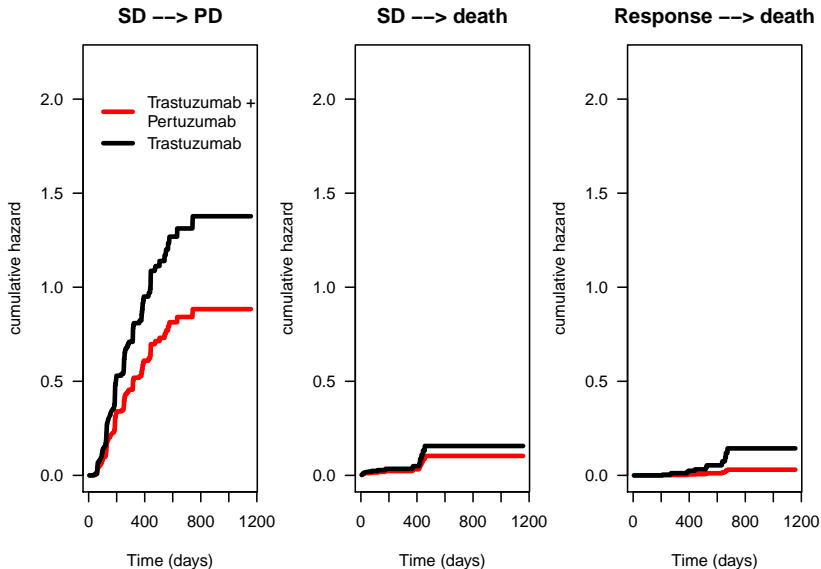 SD −−> PD
SD −−> death
Response −−> death
cumulative hazard
2.0
1.5
1.0
0.5
0.0
Trastuzumab +
Pertuzumab
Trastuzumab
0
400
800
1200
Time (days)
cumulative hazard
2.0
1.5
1.0
0.5
0.0
0
400
800
1200
Time (days)
cumulative hazard
2.0
1.5
1.0
0.5
0.0
0
400
800
1200
Time (days)